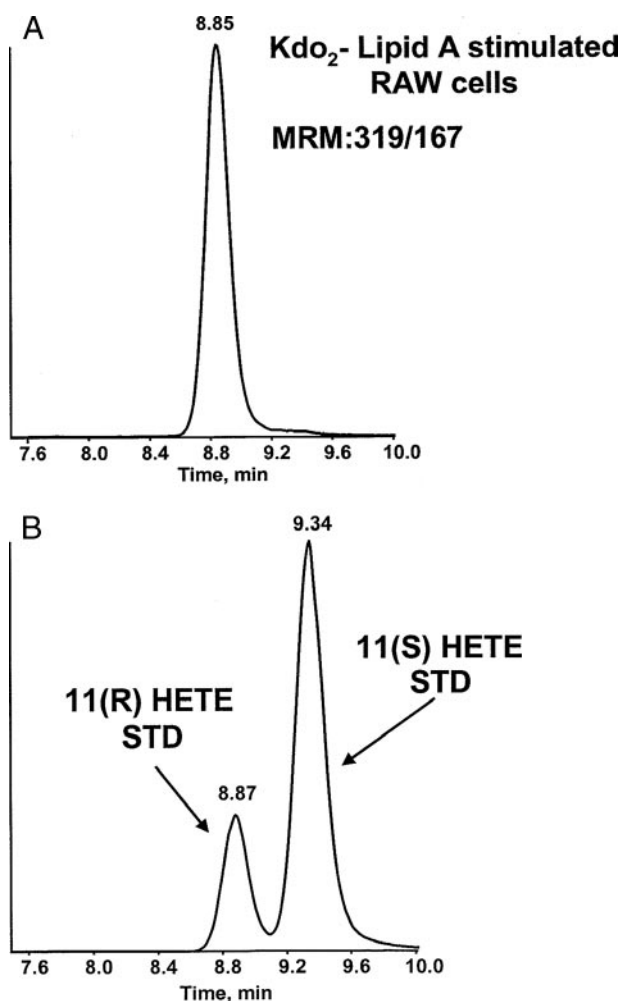 A
8.85
Kdo₂- Lipid A stimulated
RAW cells
MRM:319/167
7.6 8.0 8.4 8.8 9.2 9.6 10.0
Time, min
B
9.34
11(S) HETE
STD
11(R) HETE
STD
8.87
7.6 8.0 8.4 8.8 9.2 9.6 10.0
Time, min